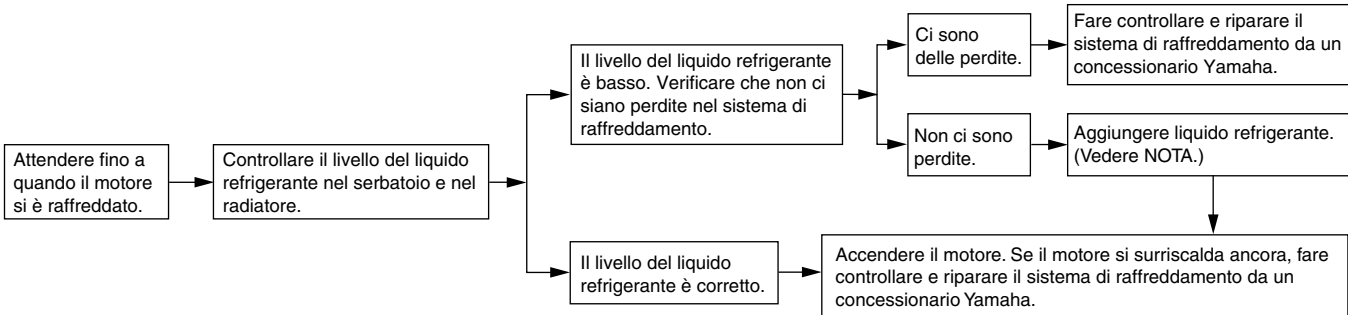 Attendere fino a
quando il motore
si è raffreddato.
Controllare il livello del liquido
refrigerante nel serbatoio e nel
radiatore.
Il livello del liquido refrigerante
è basso. Verificare che non ci
siano perdite nel sistema di
raffreddamento.
Ci sono
delle perdite.
Fare controllare e riparare il
sistema di raffreddamento da un
concessionario Yamaha.
Non ci sono
perdite.
Aggiungere liquido refrigerante.
(Vedere NOTA.)
Il livello del liquido
refrigerante è corretto.
Accendere il motore. Se il motore si surriscalda ancora, fare
controllare e riparare il sistema di raffreddamento da un
concessionario Yamaha.